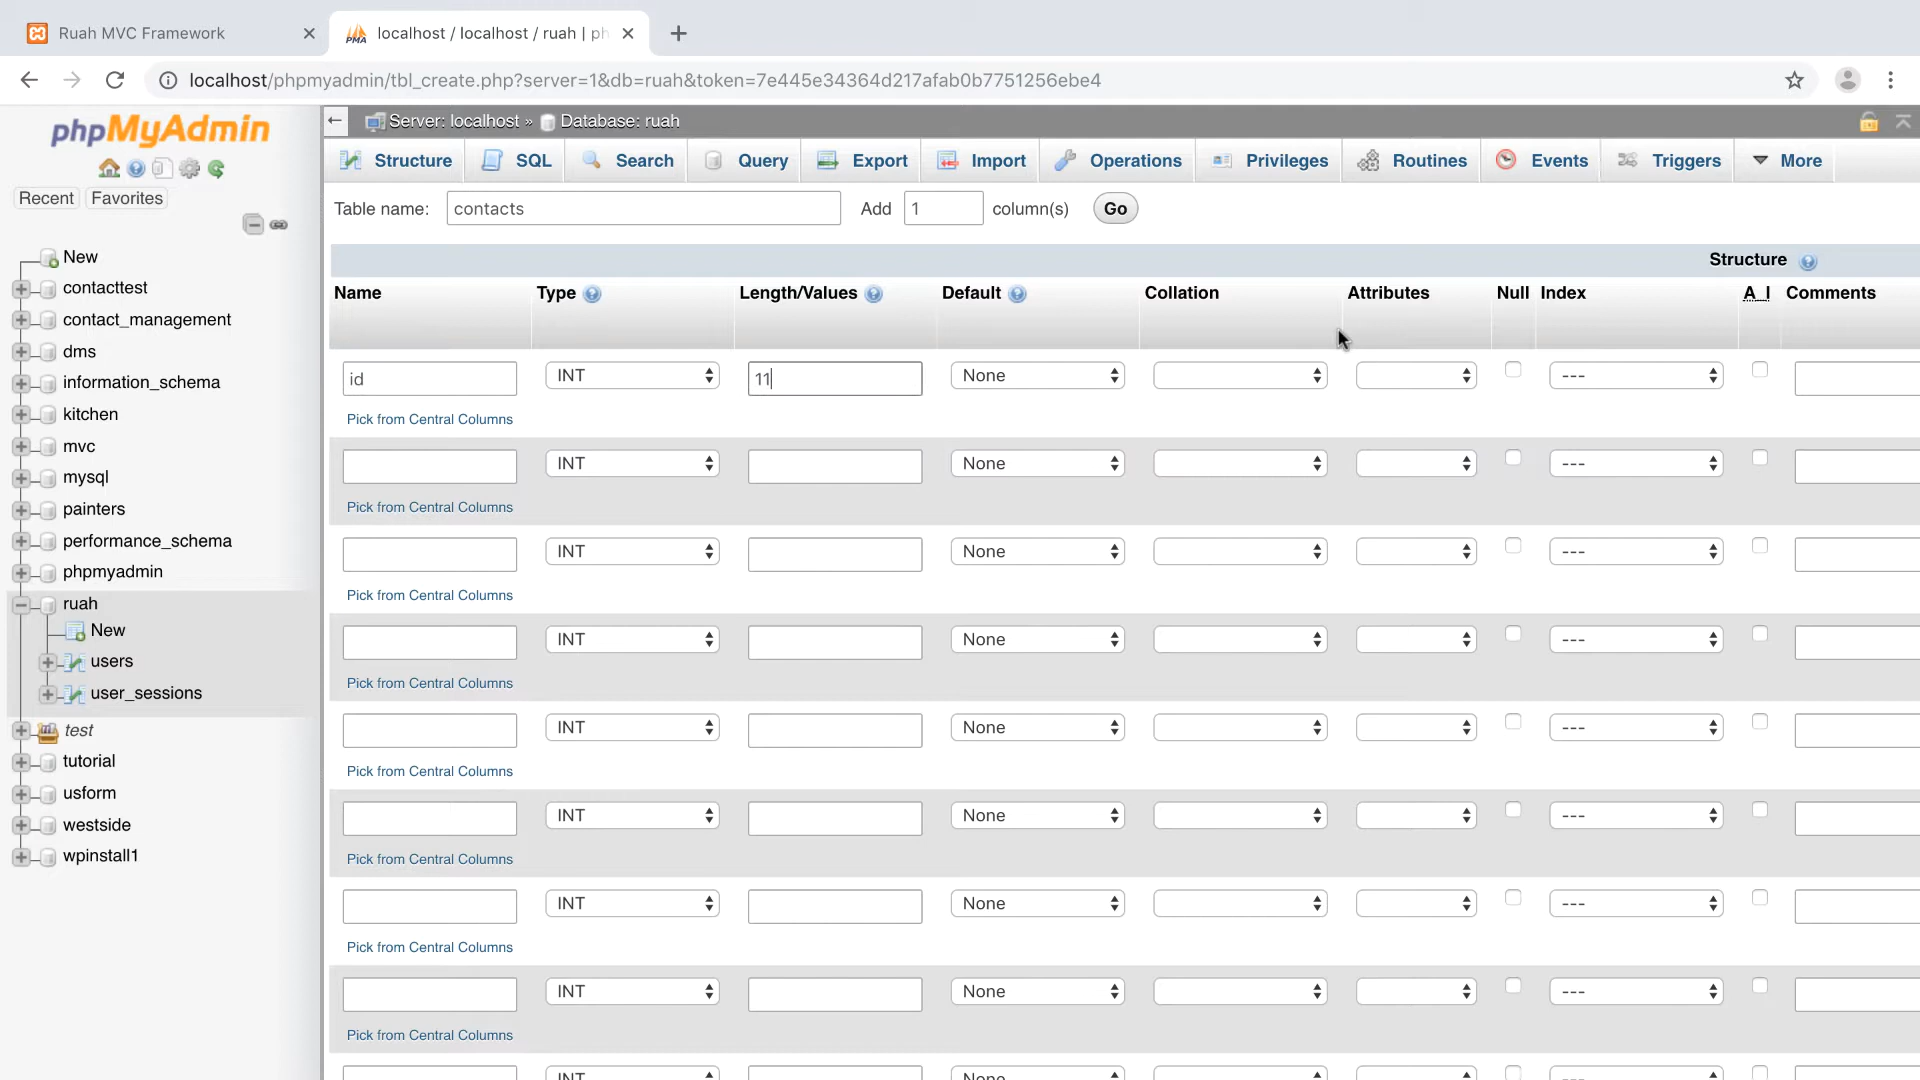 Ruah MVC Framework
localhost / localhost / ruah | ph
localhost/phpmyadmin/tbl_create.php?server=1&db=ruah&token=7e445e34364d217afab0b7751256ebe4
phpMyAdmin
Recent Favorites
New
contacttest
contact_management
dms
information_schema
kitchen
mvc
mysql
painters
performance_schema
phpmyadmin
ruah
New
users
user_sessions
test
tutorial
usform
westside
wpinstall1
Server: localhost » Database: ruah
Structure SQL Search Query Export Import Operations Privileges Routines Events Triggers More
Table name: contacts Add 1 column(s) Go
Structure
Name Type Length/Values Default Collation Attributes Null Index A_I Comments
id INT 11 None ---
Pick from Central Columns
INT None ---
Pick from Central Columns
INT None ---
Pick from Central Columns
INT None ---
Pick from Central Columns
INT None ---
Pick from Central Columns
INT None ---
Pick from Central Columns
INT None ---
Pick from Central Columns
INT None ---
Pick from Central Columns
INT None ---